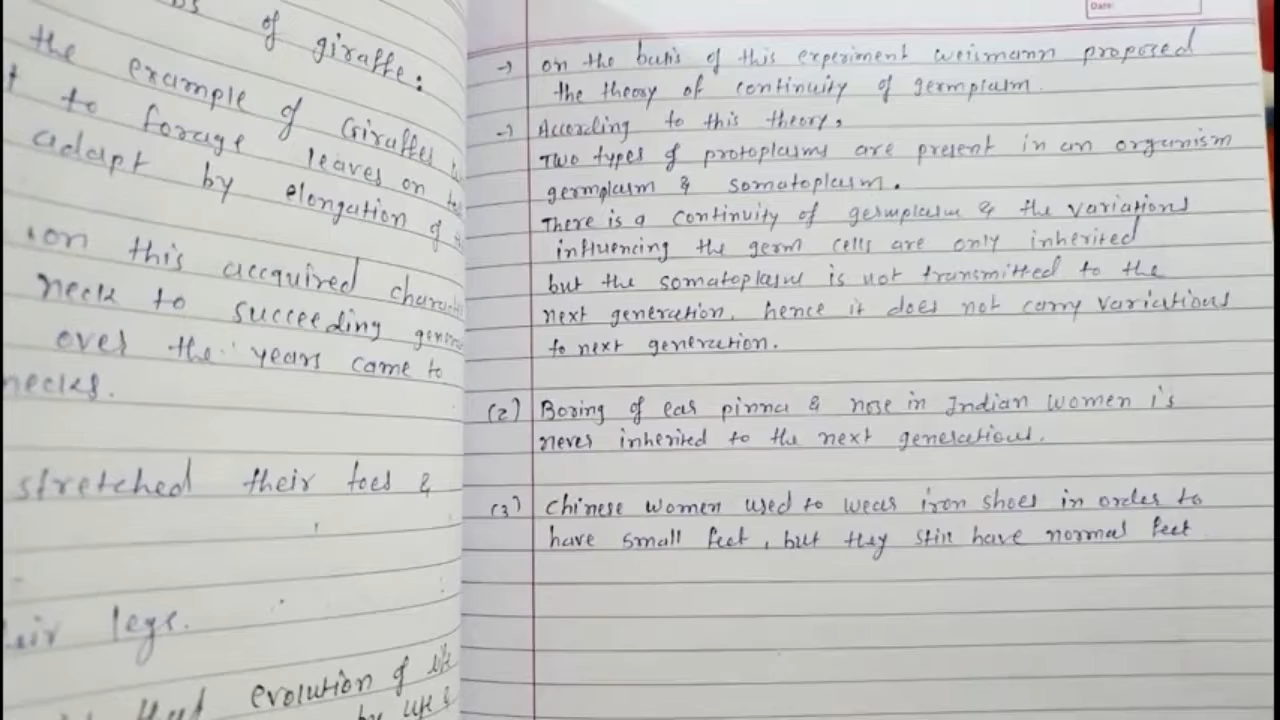 of giraffe:
the example of Giraffes
to forage leaves on
adapt by elongation of
on this accquired
neck to succeeding
over the years came to
necks.
stretched their toes &
legs.
evolution of life
by use &
Date:
→ on the basis of this experiment weismann proposed
the theory of continuity of germplasm.
→ According to this theory,
Two types of protoplasms are present in an organism
germplasm & somatoplasm.
There is a continuity of germplasm & the variations
influencing the germ cells are only inherited
but the somatoplasm is not transmitted to the
next generation. hence it does not carry variations
to next generation.
(2) Boring of ear pinna & nose in Indian women is
never inherited to the next generations.
(3) Chinese women used to wear iron shoes in order to
have small feet, but they still have normal feet